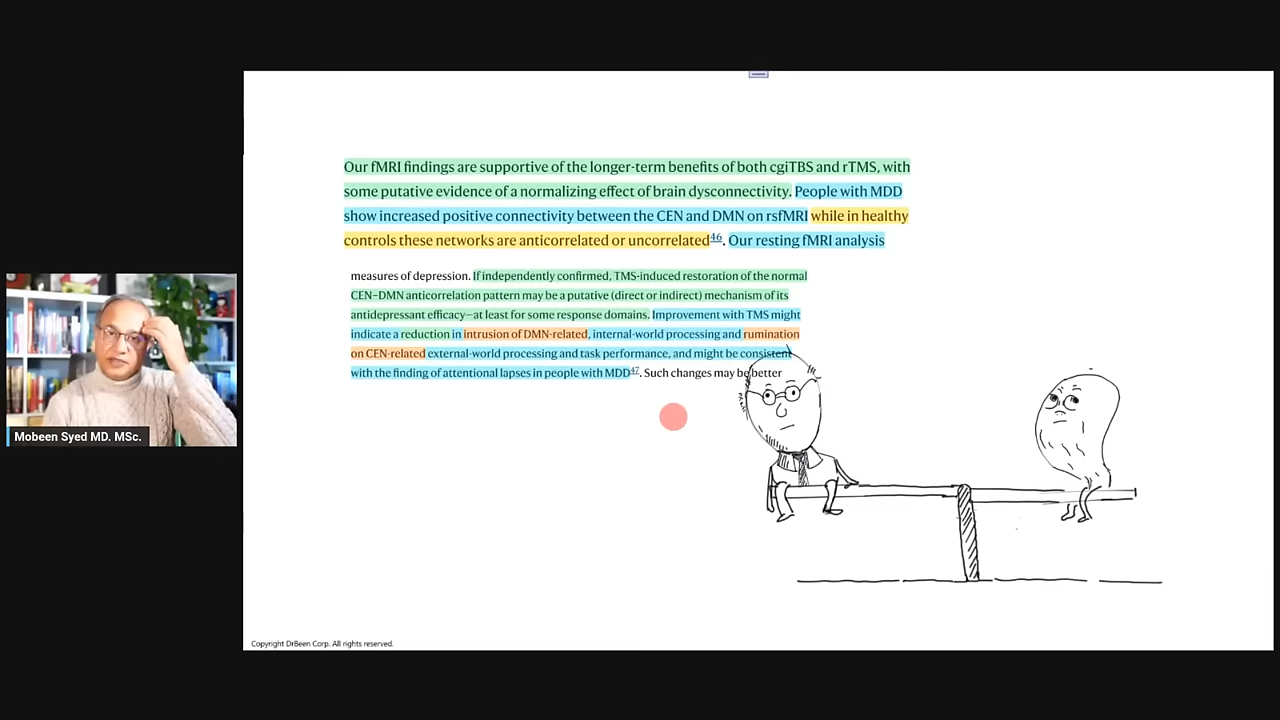 Our fMRI findings are supportive of the longer-term benefits of both cgiTBS and rTMS, with
some putative evidence of a normalizing effect of brain dysconnectivity. People with MDD
show increased positive connectivity between the CEN and DMN on rsfMRI while in healthy
controls these networks are anticorrelated or uncorrelated46. Our resting fMRI analysis
measures of depression. If independently confirmed, TMS-induced restoration of the normal
CEN–DMN anticorrelation pattern may be a putative (direct or indirect) mechanism of its
antidepressant efficacy—at least for some response domains. Improvement with TMS might
indicate a reduction in intrusion of DMN-related, internal-world processing and rumination
on CEN-related external-world processing and task performance, and might be consistent
with the finding of attentional lapses in people with MDD47. Such changes may be better
Mobeen Syed MD. MSc.
Copyright DrBeen Corp. All rights reserved.